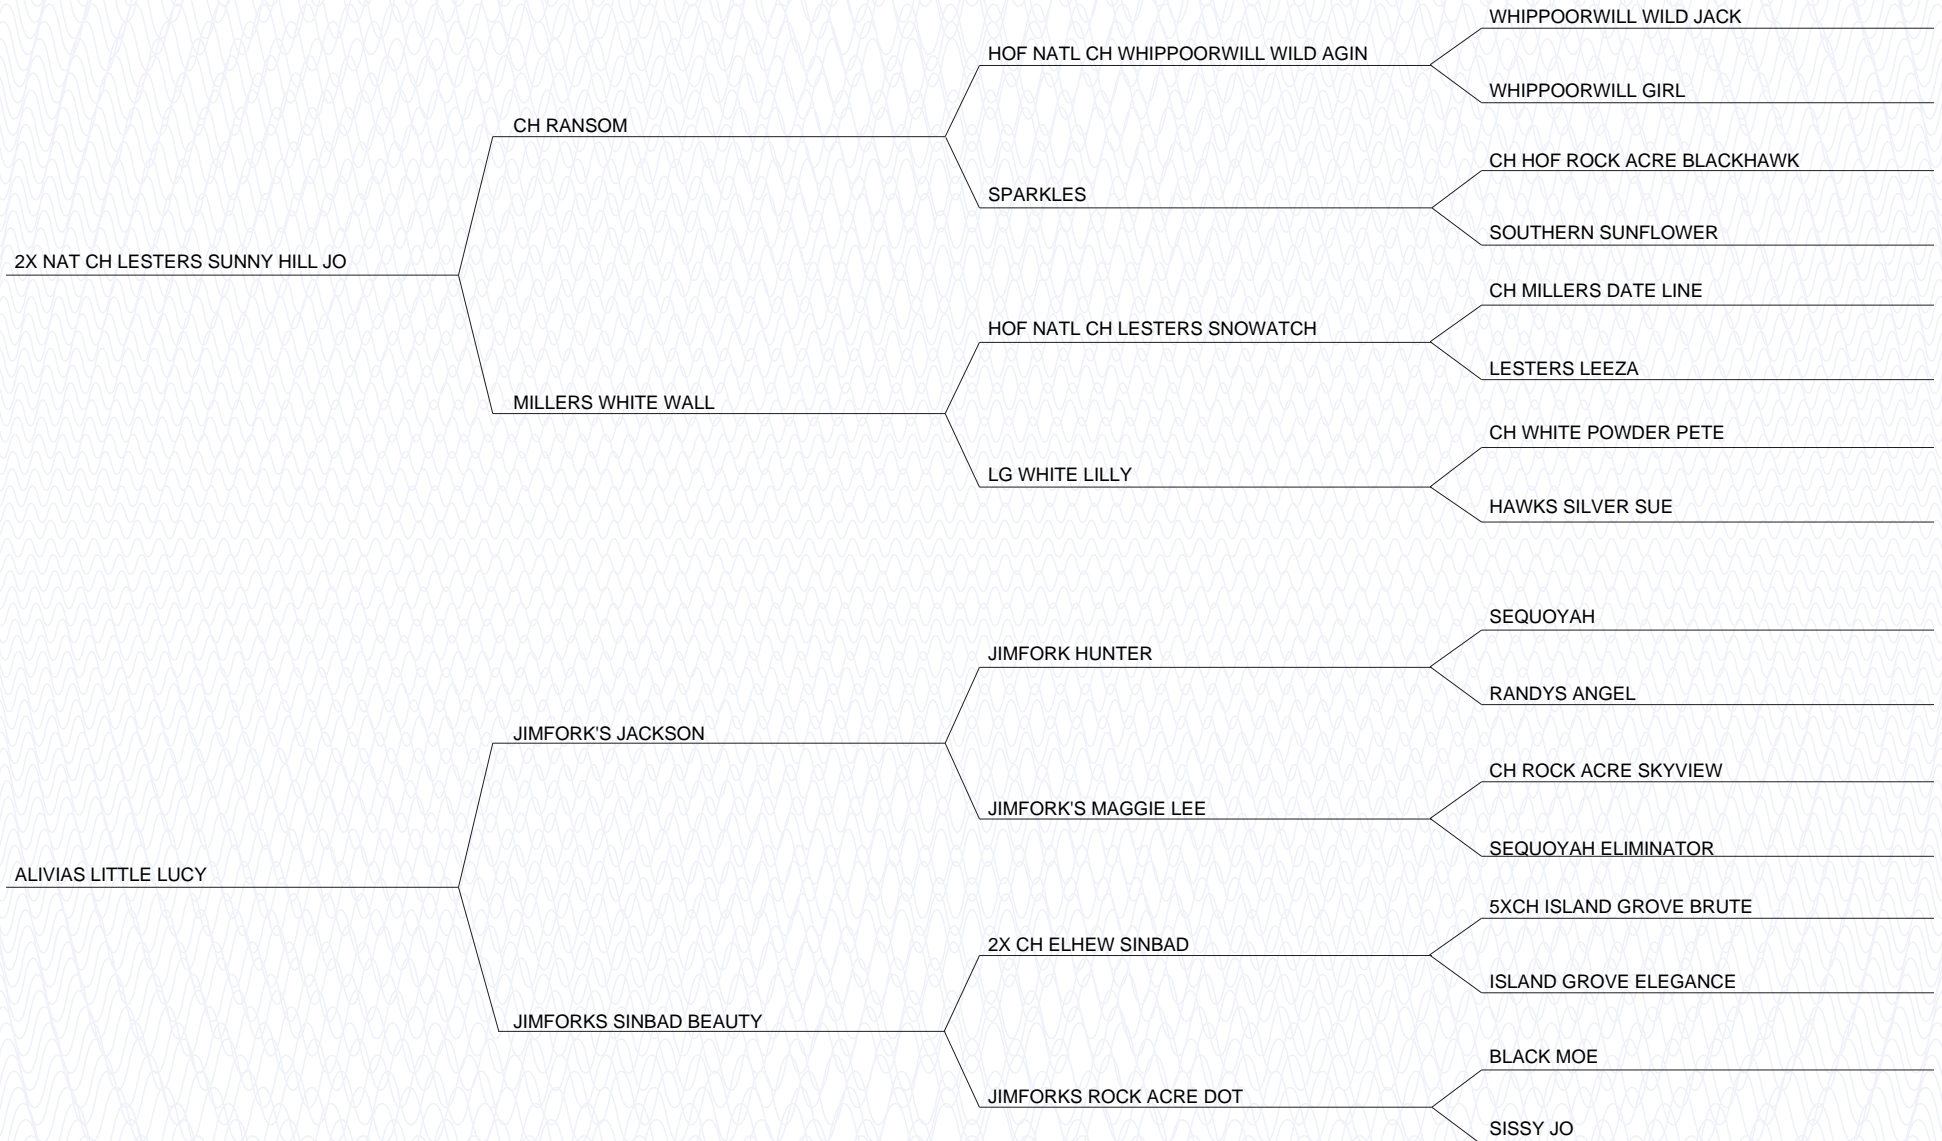 WHIPPOORWILL WILD JACK
HOF NATL CH WHIPPOORWILL WILD AGIN
WHIPPOORWILL GIRL
CH RANSOM
CH HOF ROCK ACRE BLACKHAWK
SPARKLES
SOUTHERN SUNFLOWER
2X NAT CH LESTERS SUNNY HILL JO
CH MILLERS DATE LINE
HOF NATL CH LESTERS SNOWATCH
LESTERS LEEZA
MILLERS WHITE WALL
CH WHITE POWDER PETE
LG WHITE LILLY
HAWKS SILVER SUE
SEQUOYAH
JIMFORK HUNTER
RANDYS ANGEL
JIMFORK'S JACKSON
CH ROCK ACRE SKYVIEW
JIMFORK'S MAGGIE LEE
SEQUOYAH ELIMINATOR
ALIVIAS LITTLE LUCY
5XCH ISLAND GROVE BRUTE
2X CH ELHEW SINBAD
ISLAND GROVE ELEGANCE
JIMFORKS SINBAD BEAUTY
BLACK MOE
JIMFORKS ROCK ACRE DOT
SISSY JO